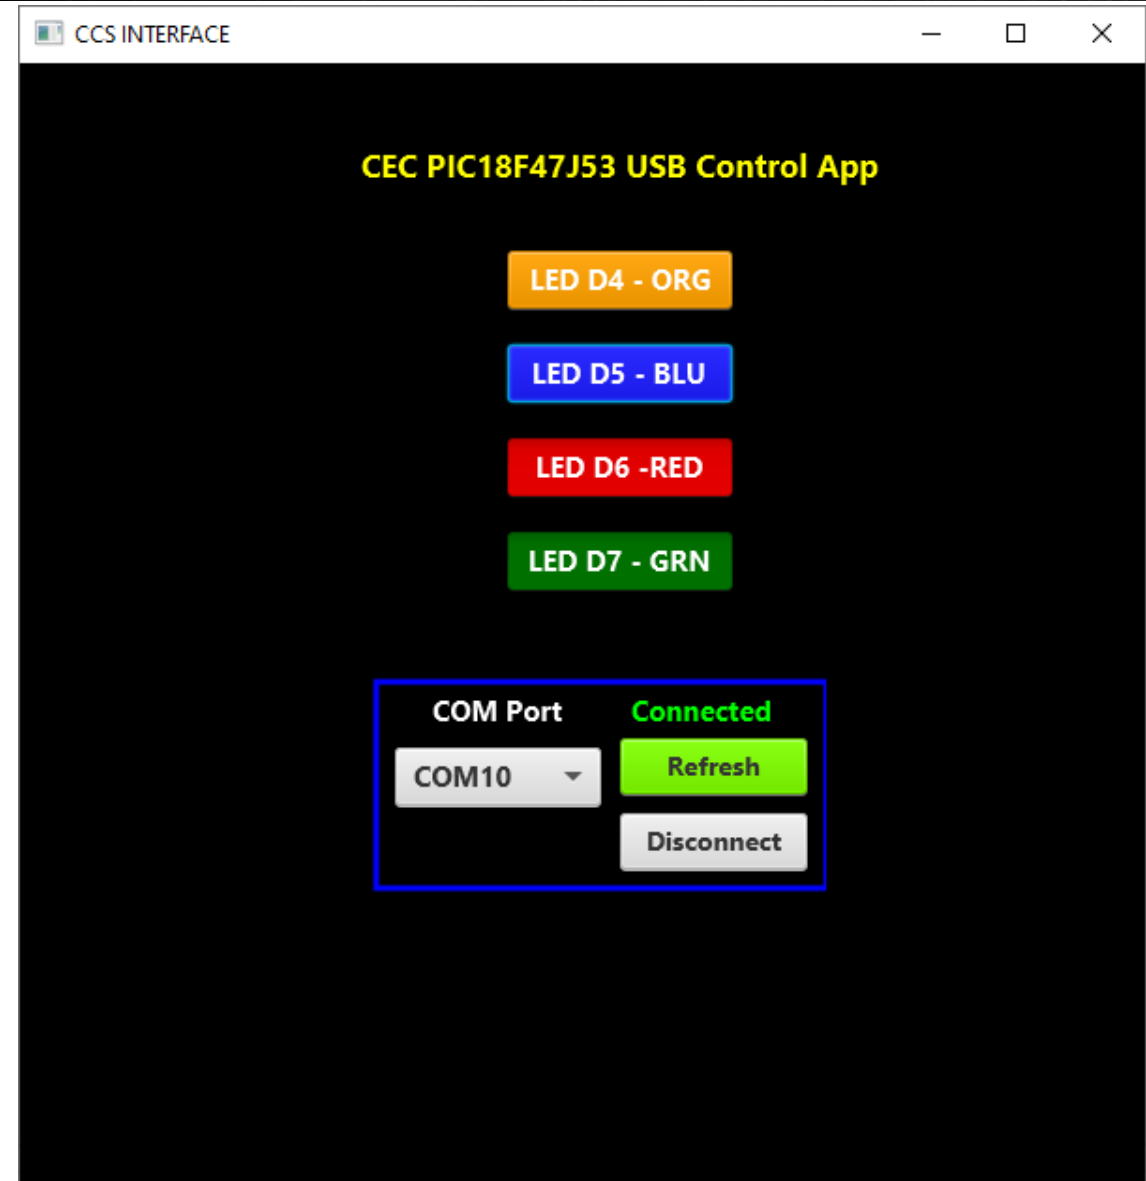 CCS INTERFACE
CEC PIC18F47J53 USB Control App
LED D4 - ORG
LED D5 - BLU
LED D6 -RED
LED D7 - GRN
COM Port Connected
COM10 Refresh
Disconnect